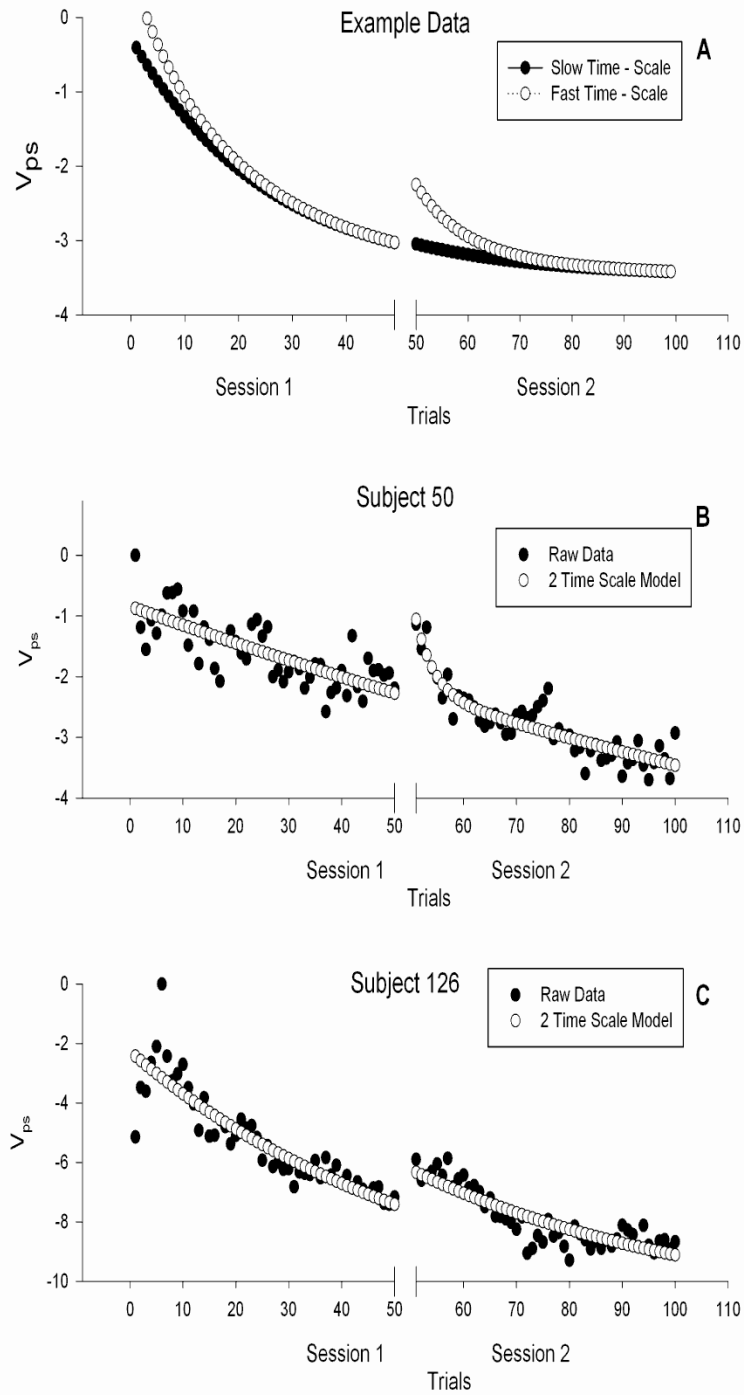 Example Data
A
Slow Time - Scale
Fast Time - Scale
Vps
0
-1
-2
-3
-4
0 10 20 30 40 50 60 70 80 90 100 110
Session 1 Session 2
Trials
Subject 50
B
Raw Data
2 Time Scale Model
Vps
0
-1
-2
-3
-4
0 10 20 30 40 50 60 70 80 90 100 110
Session 1 Session 2
Trials
Subject 126
C
Raw Data
2 Time Scale Model
Vps
0
-2
-4
-6
-8
-10
0 10 20 30 40 50 60 70 80 90 100 110
Session 1 Session 2
Trials